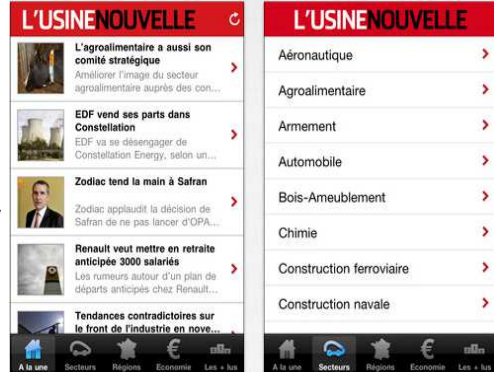 L'USINENOUVELLE
L'agroalimentaire a aussi son
comité stratégique
Améliorer l'image du secteur
agroalimentaire auprès des con...
EDF vend ses parts dans
Constellation
EDF va se désengager de
Constellation Energy, selon un...
Zodiac tend la main à Safran
Zodiac applaudit la décision de
Safran de ne pas lancer d'OPA...
Renault veut mettre en retraite
anticipée 3000 salariés
Les rumeurs autour d'un plan de
départs anticipés chez Renault...
Tendances contradictoires sur
le front de l'industrie en nove...
A la une Secteurs Régions Economie Les + lus
L'USINENOUVELLE
Aéronautique
Agroalimentaire
Armement
Automobile
Bois-Ameublement
Chimie
Construction ferroviaire
Construction navale
A la une Secteurs Régions Economie Les + lus